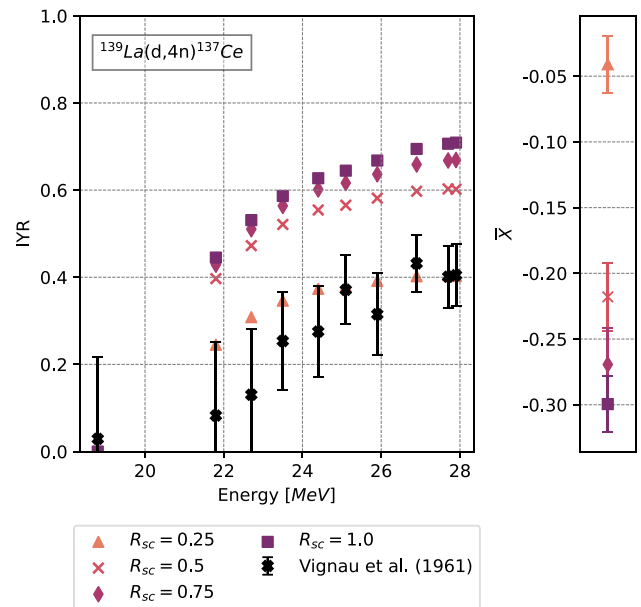 ¹³⁹La(d,4n)¹³⁷Ce
1.0
0.8
0.6
0.4
0.2
0.0
IYR
20
22
24
26
28
Energy [MeV]
-0.05
-0.10
-0.15
-0.20
-0.25
-0.30
X̅
R_sc = 0.25
R_sc = 0.5
R_sc = 0.75
R_sc = 1.0
Vignau et al. (1961)